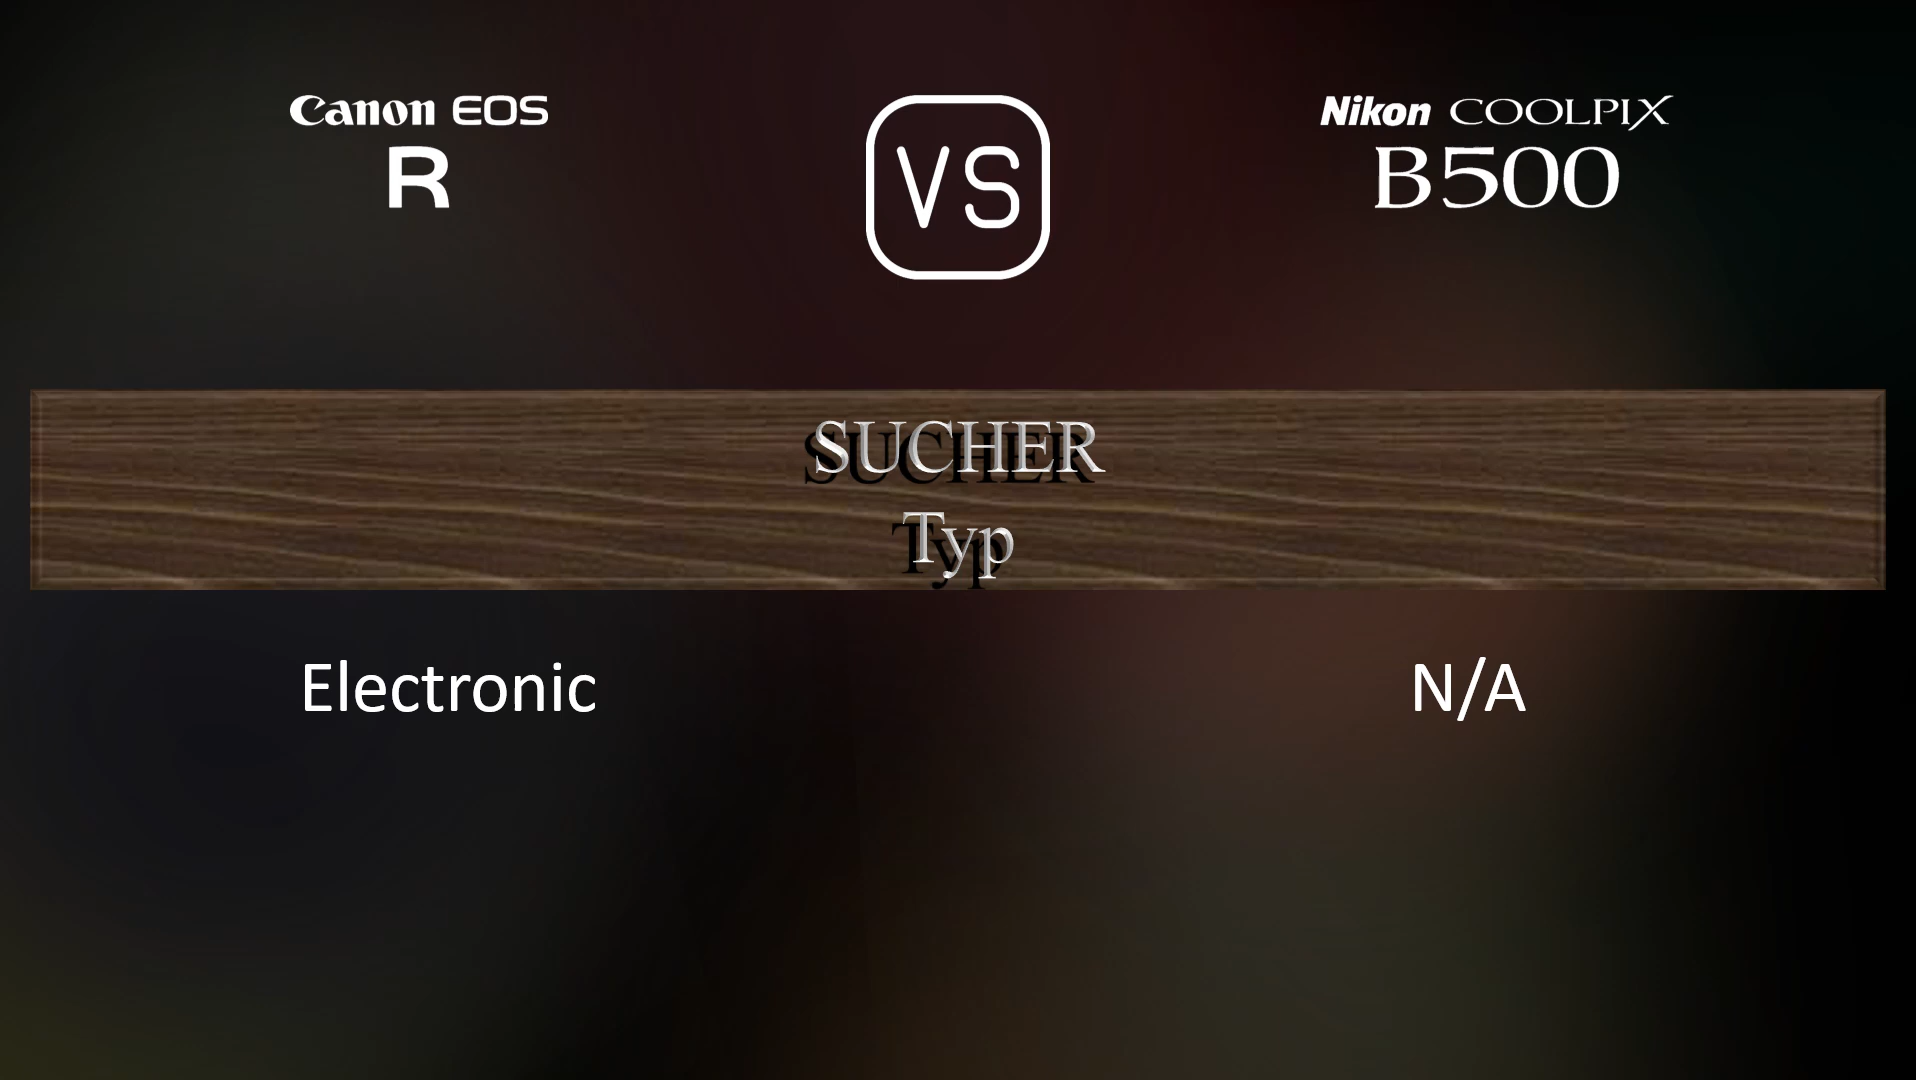 Canon EOS
R
VS
Nikon COOLPIX
B500
SUCHER
Typ
Electronic
N/A